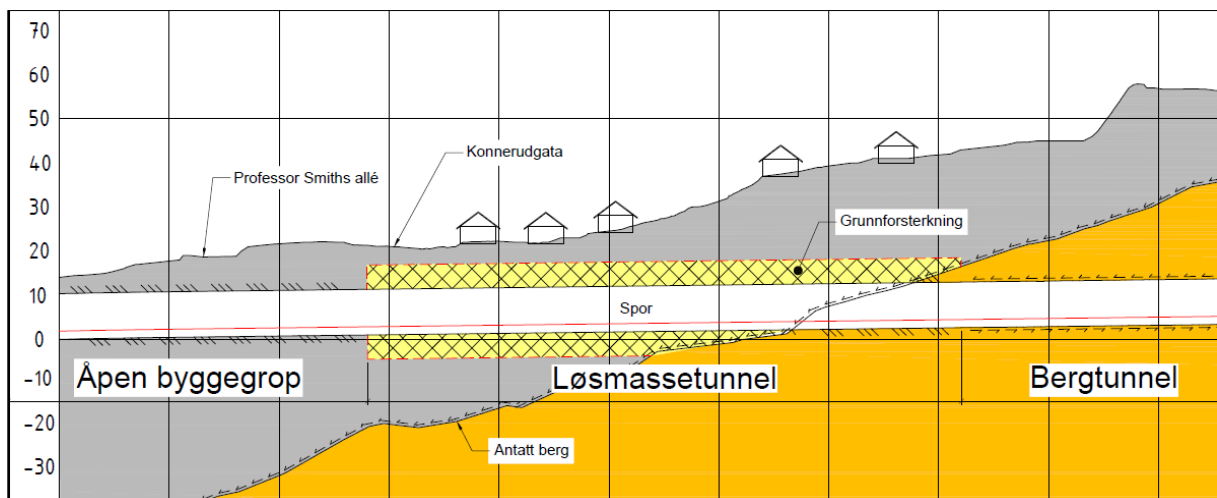 70
60
50
40
30
20
10
0
-10
-20
-30
Konnerudgata
Professor Smiths allé
Grunnforsterkning
Spor
Åpen byggegrop
Løsmassetunnel
Bergtunnel
Antatt berg